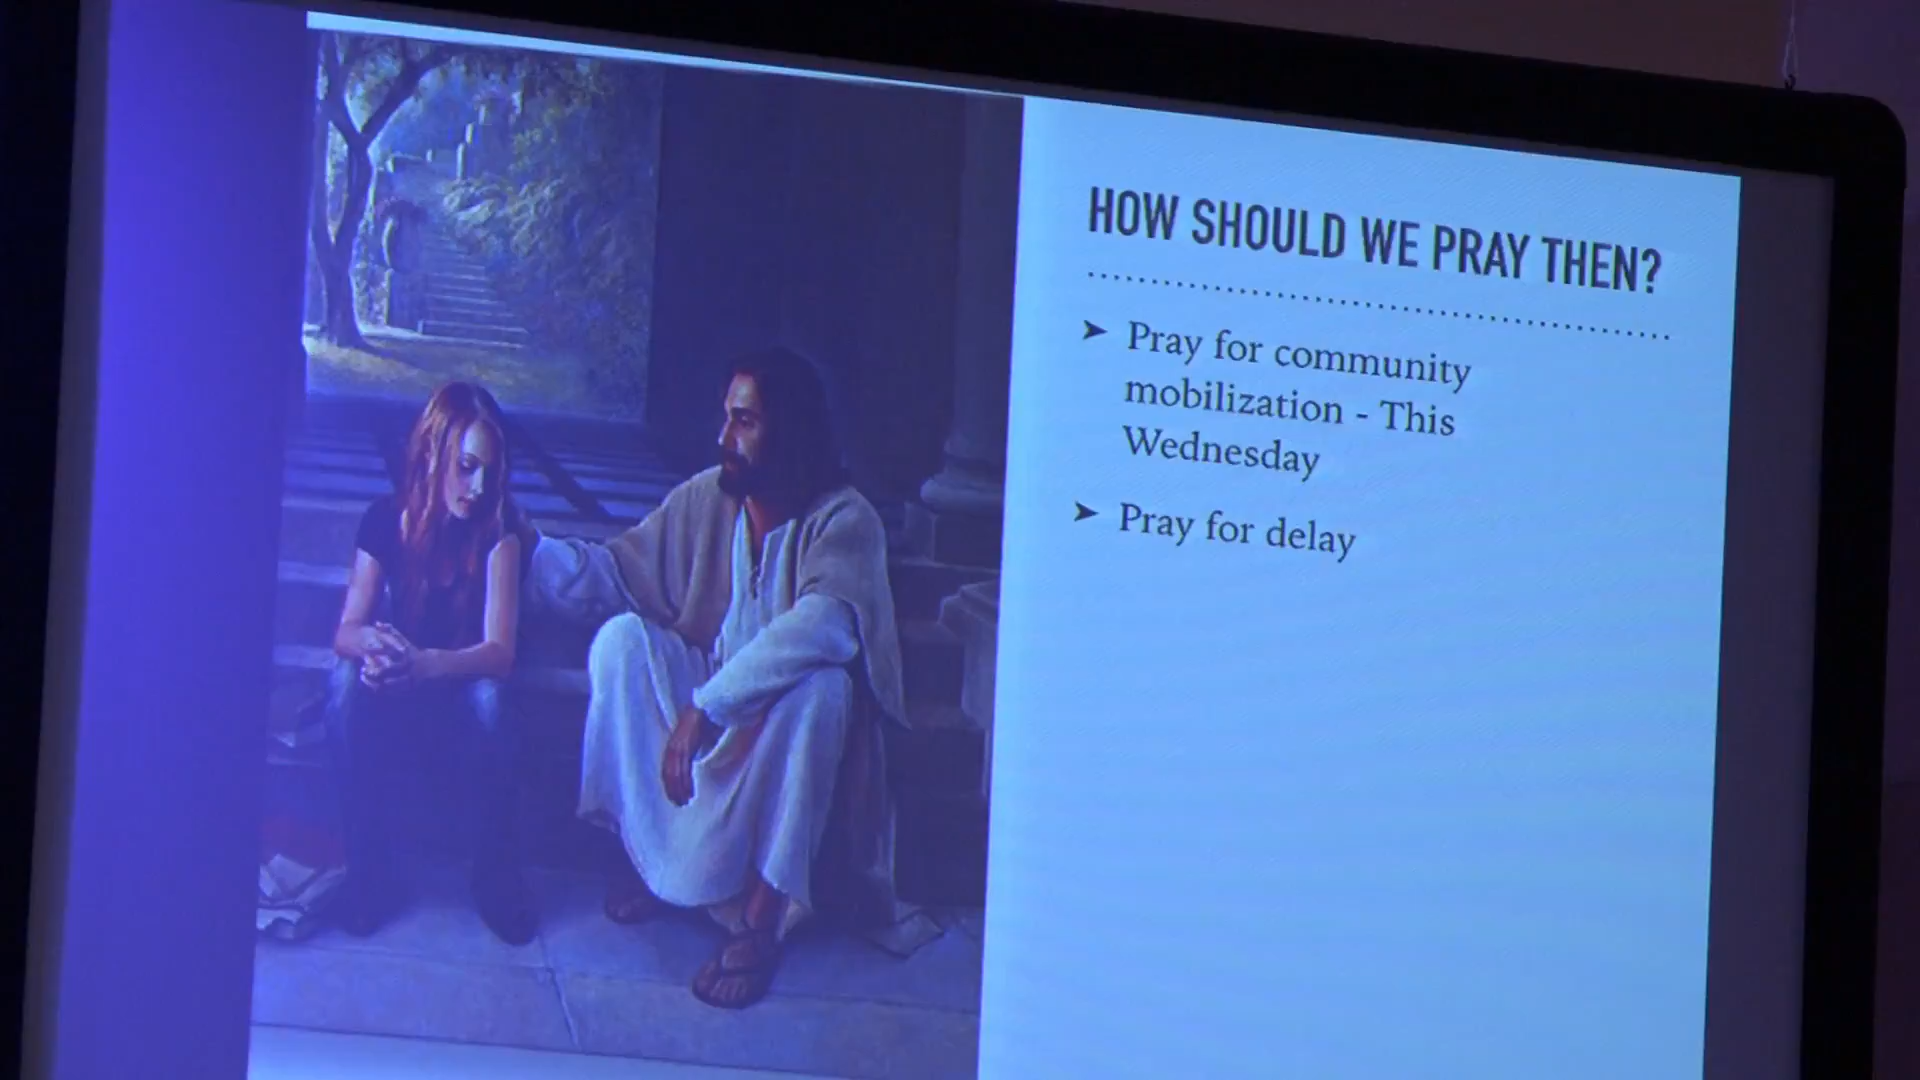 HOW SHOULD WE PRAY THEN?
➤ Pray for community
mobilization - This
Wednesday
➤ Pray for delay